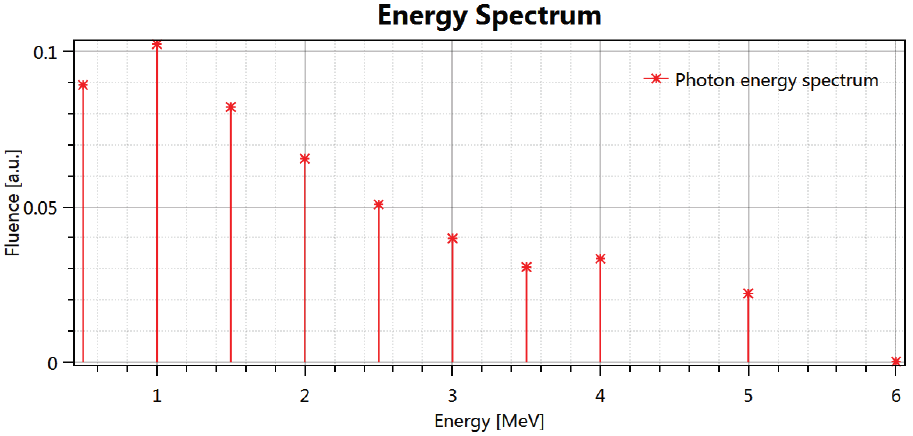 Energy Spectrum
Photon energy spectrum
Fluence [a.u.]
0.1
0.05
0
1 2 3 4 5 6
Energy [MeV]